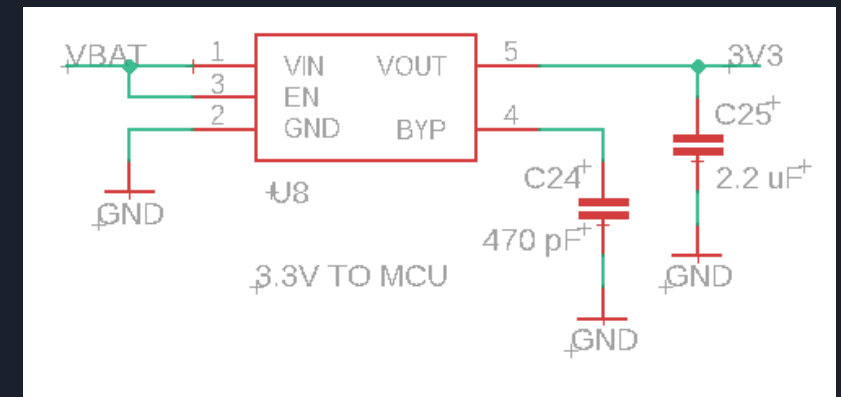 VBAT
1
VIN
VOUT
5
3V3
3
EN
2
GND
BYP
4
C25
C24
2.2 uF
U8
GND
470 pF
3.3V TO MCU
GND
GND